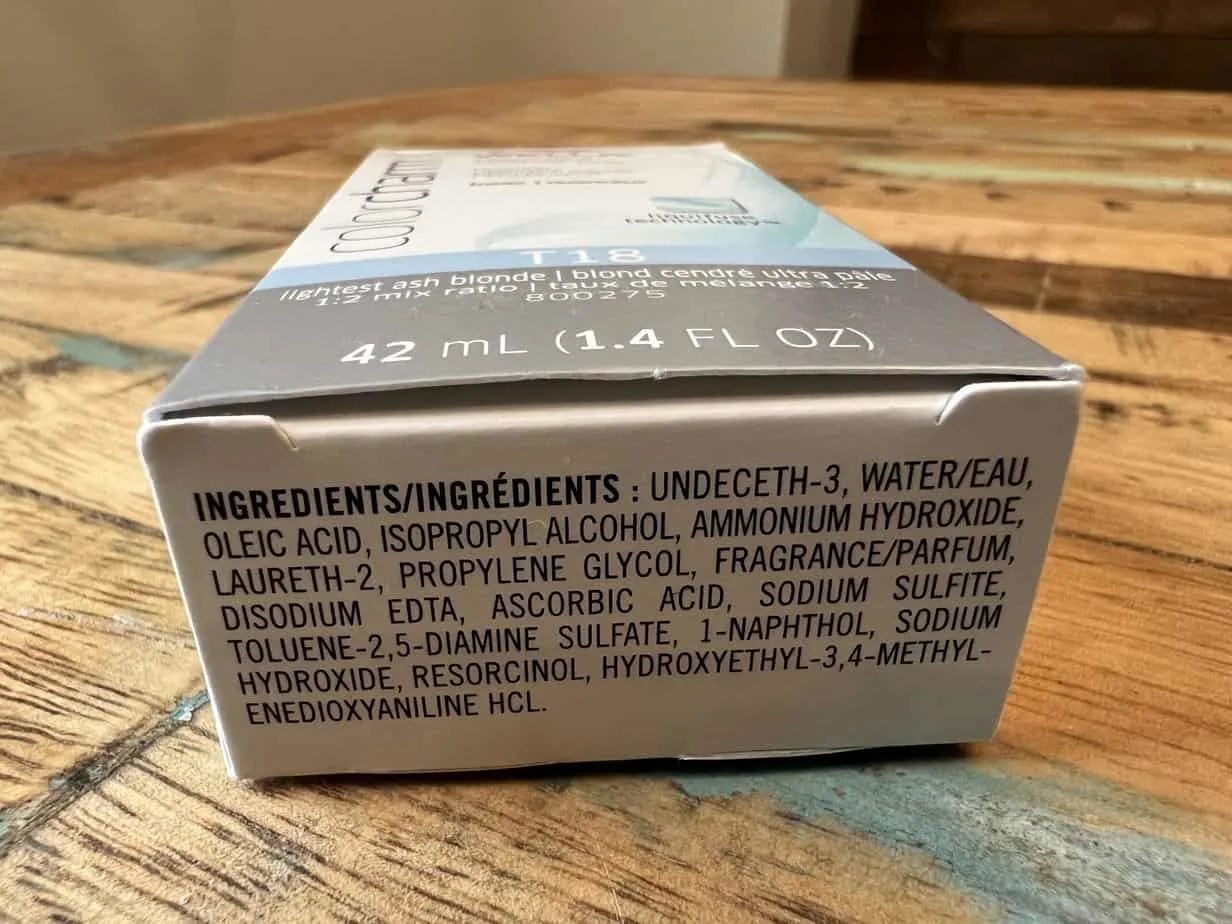 colorcharm
liquifuse
technology™
T18
lightest ash blonde | blond cendré ultra pâle
1:2 mix ratio | taux de mélange 1:2
800275
42 mL (1.4 FL OZ)
INGREDIENTS/INGRÉDIENTS : UNDECETH-3, WATER/EAU,
OLEIC ACID, ISOPROPYL ALCOHOL, AMMONIUM HYDROXIDE,
LAURETH-2, PROPYLENE GLYCOL, FRAGRANCE/PARFUM,
DISODIUM EDTA, ASCORBIC ACID, SODIUM SULFITE,
TOLUENE-2,5-DIAMINE SULFATE, 1-NAPHTHOL, SODIUM
HYDROXIDE, RESORCINOL, HYDROXYETHYL-3,4-METHYL-
ENEDIOXYANILINE HCL.